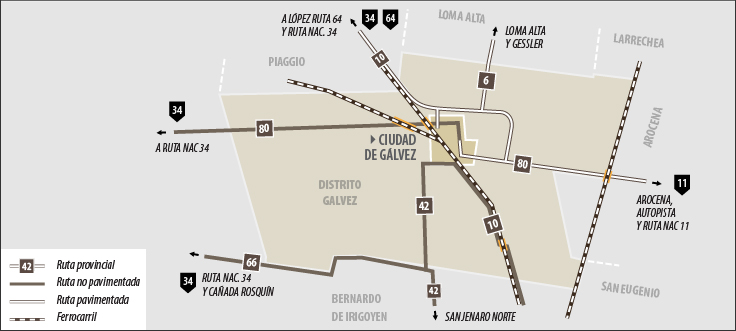 A LÓPEZ RUTA 64
Y RUTA NAC. 34
34
64
LOMA ALTA
LOMA ALTA
Y GESSLER
LARRECHEA
PIAGGIO
10
6
34
80
A RUTA NAC 34
CIUDAD
DE GÁLVEZ
AROCENA
80
11
DISTRITO
GALVEZ
42
10
AROCENA,
AUTOPISTA
Y RUTA NAC 11
66
34
RUTA NAC. 34
Y CAÑADA ROSQUÍN
42
BERNARDO
DE IRIGOYEN
SAN JENARO NORTE
SAN EUGENIO
42
Ruta provincial
Ruta no pavimentada
Ruta pavimentada
Ferrocarril